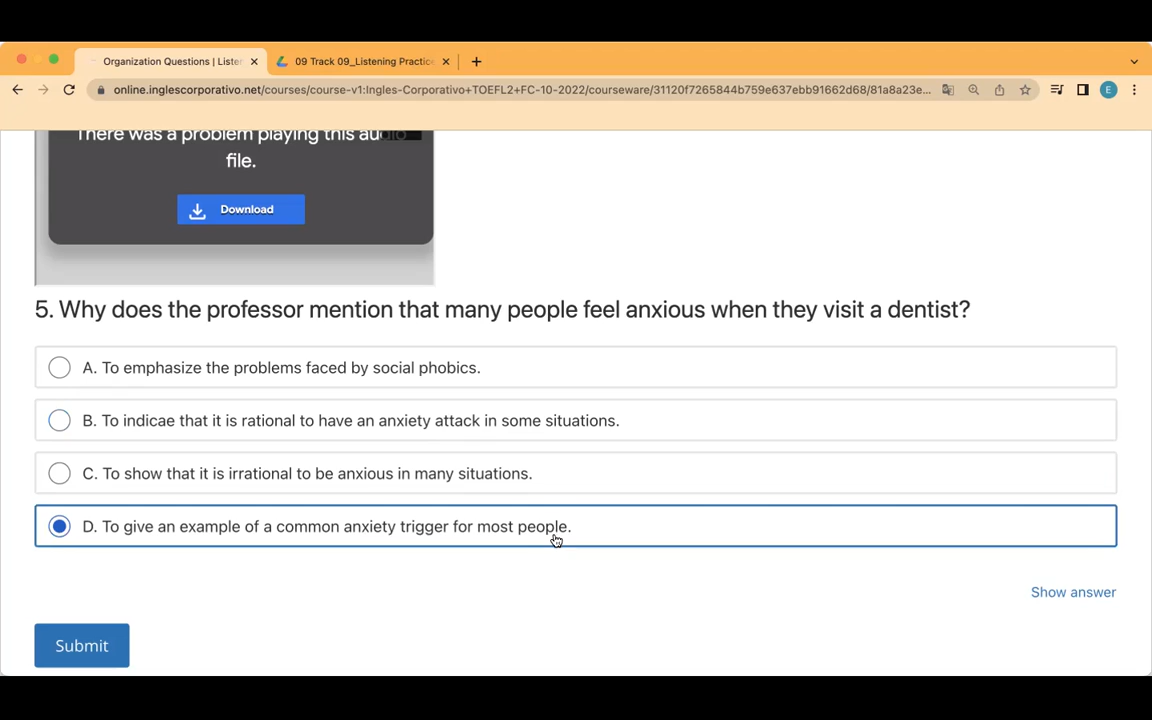 Organization Questions | Listen
09 Track 09_Listening Practice
online.inglescorporativo.net/courses/course-v1:Ingles-Corporativo+TOEFL2+FC-10-2022/courseware/31120f7265844b759e637ebb91662d68/81a8a23e...
E
There was a problem playing this audio
file.
Download
5. Why does the professor mention that many people feel anxious when they visit a dentist?
A. To emphasize the problems faced by social phobics.
B. To indicae that it is rational to have an anxiety attack in some situations.
C. To show that it is irrational to be anxious in many situations.
D. To give an example of a common anxiety trigger for most people.
Show answer
Submit